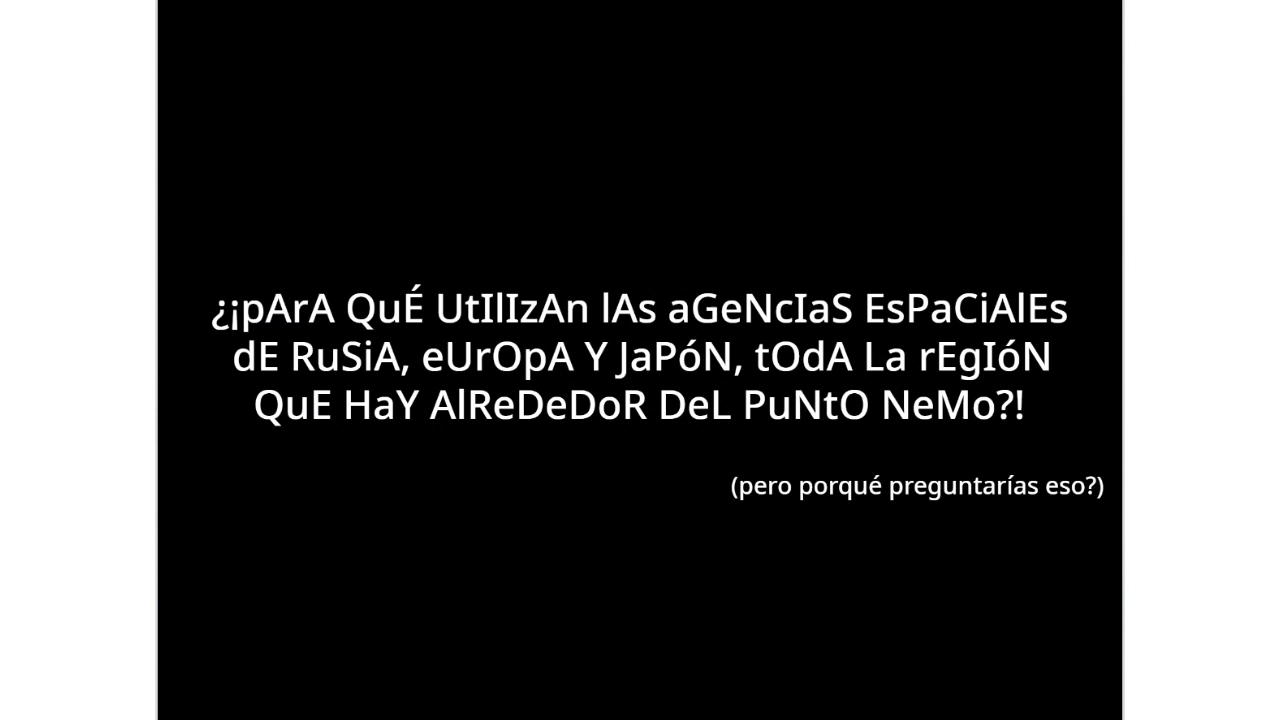 ¿¡pArA QuÉ UtIlIzAn lAs aGeNcIaS EsPaCiAlEs
dE RuSiA, eUrOpA Y JaPóN, tOdA La rEgIóN
QuE HaY AlReDeDoR DeL PuNtO NeMo?!
(pero porqué preguntarías eso?)